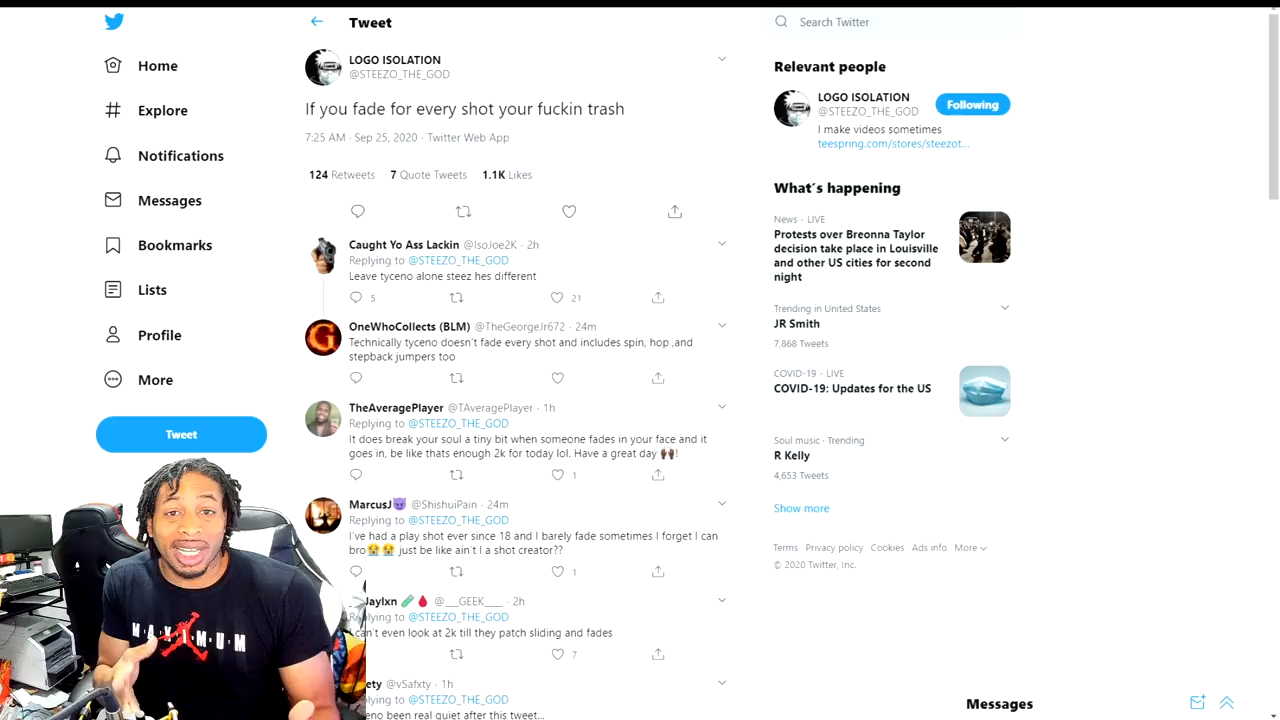 Tweet
Search Twitter
Home
Explore
Notifications
Messages
Bookmarks
Lists
Profile
More
Tweet
LOGO ISOLATION
@STEEZO_THE_GOD
If you fade for every shot your fuckin trash
7:25 AM · Sep 25, 2020 · Twitter Web App
124 Retweets 7 Quote Tweets 1.1K Likes
Caught Yo Ass Lackin @IsoJoe2K · 2h
Replying to @STEEZO_THE_GOD
Leave tyceno alone steez hes different
5 21
OneWhoCollects (BLM) @TheGeorgeJr672 · 24m
Technically tyceno doesn't fade every shot and includes spin, hop ,and
stepback jumpers too
TheAveragePlayer @TAveragePlayer · 1h
Replying to @STEEZO_THE_GOD
It does break your soul a tiny bit when someone fades in your face and it
goes in, be like thats enough 2k for today lol. Have a great day 🙌🏿!
1
MarcusJ😈 @ShishuiPain · 24m
Replying to @STEEZO_THE_GOD
I've had a play shot ever since 18 and I barely fade sometimes I forget I can
bro😭😭 just be like ain't I a shot creator??
1
Jaylxn 🧪🩸 @___GEEK____ · 2h
Replying to @STEEZO_THE_GOD
can't even look at 2k till they patch sliding and fades
7
ety @vSafxty · 1h
lying to @STEEZO_THE_GOD
eno been real quiet after this tweet...
Relevant people
LOGO ISOLATION
@STEEZO_THE_GOD
Following
I make videos sometimes
teespring.com/stores/steezot...
What's happening
News · LIVE
Protests over Breonna Taylor
decision take place in Louisville
and other US cities for second
night
Trending in United States
JR Smith
7,868 Tweets
COVID-19 · LIVE
COVID-19: Updates for the US
Soul music · Trending
R Kelly
4,653 Tweets
Show more
Terms Privacy policy Cookies Ads info More
© 2020 Twitter, Inc.
Messages
MAXIMUM